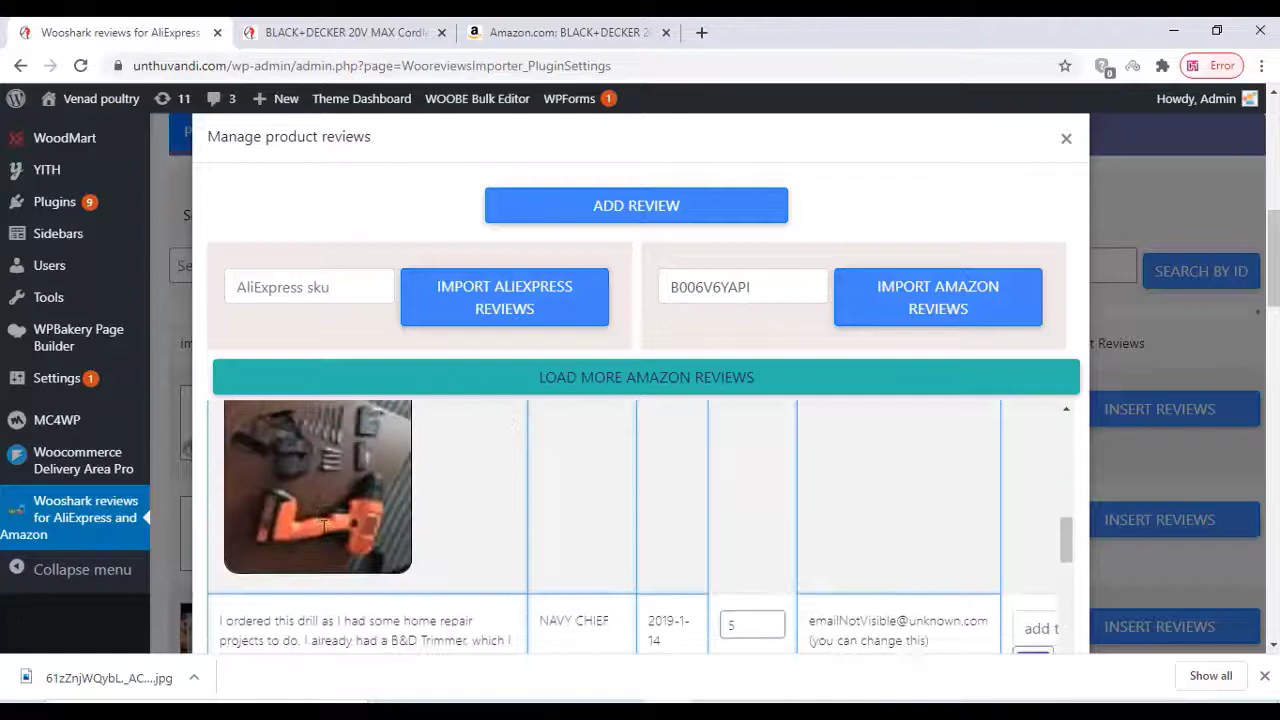 Wooshark reviews for AliExpress
BLACK+DECKER 20V MAX Cordl
Amazon.com: BLACK+DECKER 2
unthuvandi.com/wp-admin/admin.php?page=WooreviewsImporter_PluginSettings
0
Error
Venad poultry
11
3
New
Theme Dashboard
WOOBE Bulk Editor
WPForms 1
Howdy, Admin
WoodMart
YITH
Plugins 9
Sidebars
Users
Tools
WPBakery Page
Builder
Settings 1
MC4WP
Woocommerce
Delivery Area Pro
Wooshark reviews
for AliExpress and
Amazon
Collapse menu
Manage product reviews
×
ADD REVIEW
AliExpress sku
IMPORT ALIEXPRESS
REVIEWS
B006V6YAPI
IMPORT AMAZON
REVIEWS
LOAD MORE AMAZON REVIEWS
I ordered this drill as I had some home repair
projects to do. I already had a B&D Trimmer, which I
NAVY CHIEF
2019-1-
14
5
emailNotVisible@unknown.com
(you can change this)
add t
P
S
Se
im
SEARCH BY ID
t Reviews
INSERT REVIEWS
INSERT REVIEWS
INSERT REVIEWS
61zZnjWQybL._AC....jpg
Show all